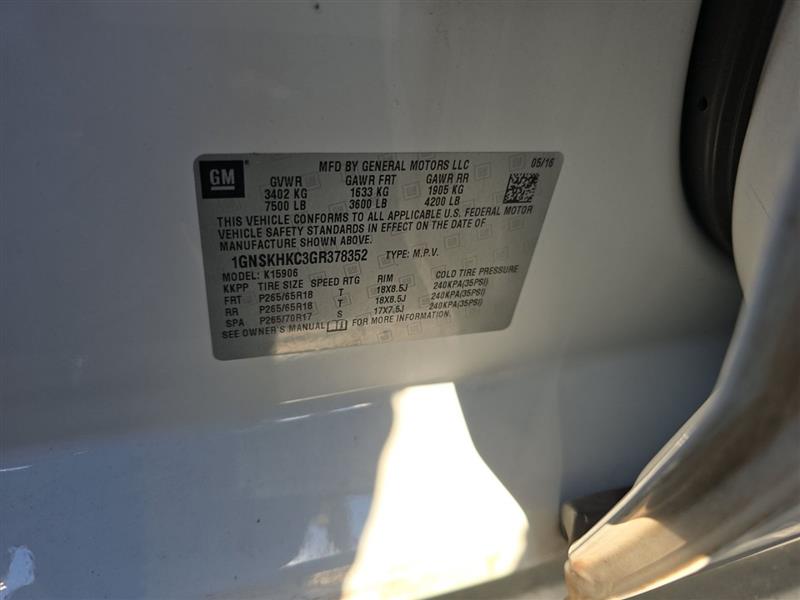 GM
MFD BY GENERAL MOTORS LLC 05/16
GVWR GAWR FRT GAWR RR
3402 KG 1633 KG 1905 KG
7500 LB 3600 LB 4200 LB
THIS VEHICLE CONFORMS TO ALL APPLICABLE U.S. FEDERAL MOTOR
VEHICLE SAFETY STANDARDS IN EFFECT ON THE DATE OF
MANUFACTURE SHOWN ABOVE.
1GNSKHKC3GR378352 TYPE: M.P.V.
MODEL: K15906
KKPP TIRE SIZE SPEED RTG RIM COLD TIRE PRESSURE
FRT P265/65R18 T 18X8.5J 240KPA(35PSI)
RR P265/65R18 T 18X8.5J 240KPA(35PSI)
SPA P265/70R17 S 17X7.5J 240KPA(35PSI)
SEE OWNER'S MANUAL FOR MORE INFORMATION.